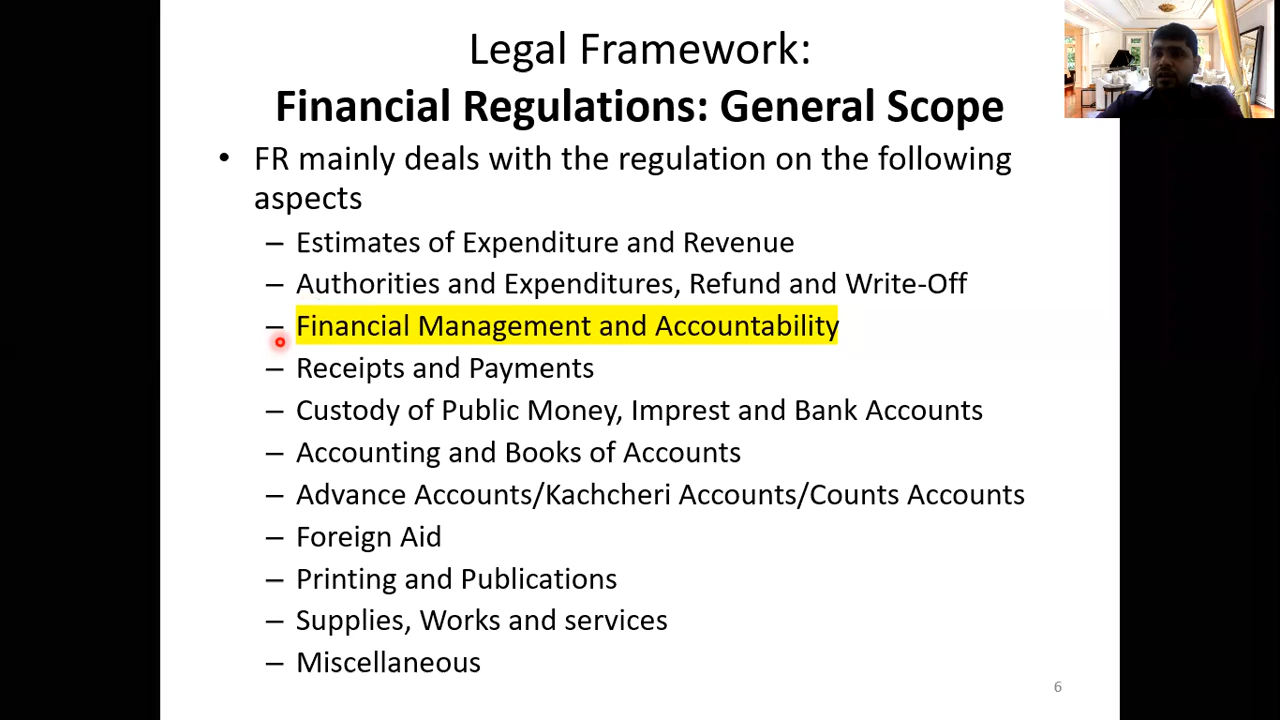 Legal Framework:
Financial Regulations: General Scope
• FR mainly deals with the regulation on the following
aspects
– Estimates of Expenditure and Revenue
– Authorities and Expenditures, Refund and Write-Off
– Financial Management and Accountability
– Receipts and Payments
– Custody of Public Money, Imprest and Bank Accounts
– Accounting and Books of Accounts
– Advance Accounts/Kachcheri Accounts/Counts Accounts
– Foreign Aid
– Printing and Publications
– Supplies, Works and services
– Miscellaneous
6